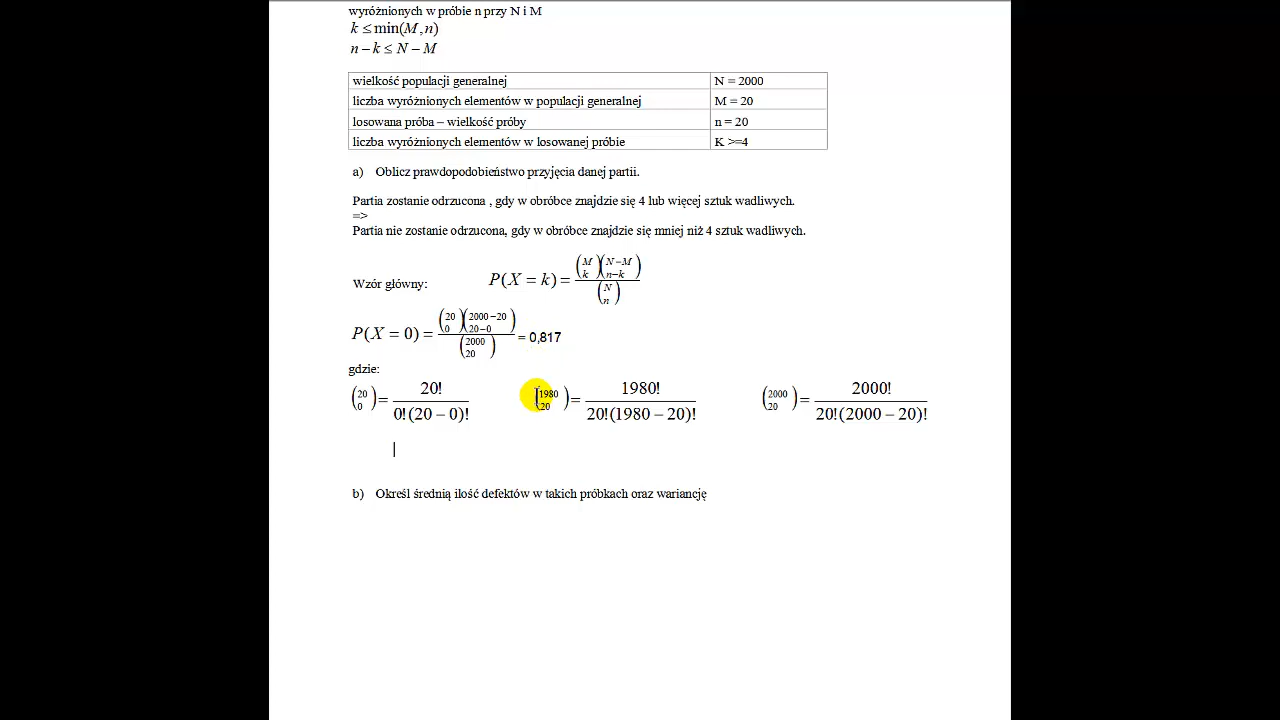 wyróżnionych w próbie n przy N i M
k ≤ min(M, n)
n − k ≤ N − M
wielkość populacji generalnej N = 2000
liczba wyróżnionych elementów w populacji generalnej M = 20
losowana próba – wielkość próby n = 20
liczba wyróżnionych elementów w losowanej próbie K >=4
a) Oblicz prawdopodobieństwo przyjęcia danej partii.
Partia zostanie odrzucona , gdy w obróbce znajdzie się 4 lub więcej sztuk wadliwych.
=>
Partia nie zostanie odrzucona, gdy w obróbce znajdzie się mniej niż 4 sztuk wadliwych.
Wzór główny: P(X = k) = (M k)(N−M n−k) / (N n)
P(X = 0) = (20 0)(2000−20 20−0) / (2000 20) = 0,817
gdzie:
(20 0) = 20! / 0!(20 − 0)! (1980 20) = 1980! / 20!(1980 − 20)! (2000 20) = 2000! / 20!(2000 − 20)!
b) Określ średnią ilość defektów w takich próbkach oraz wariancję